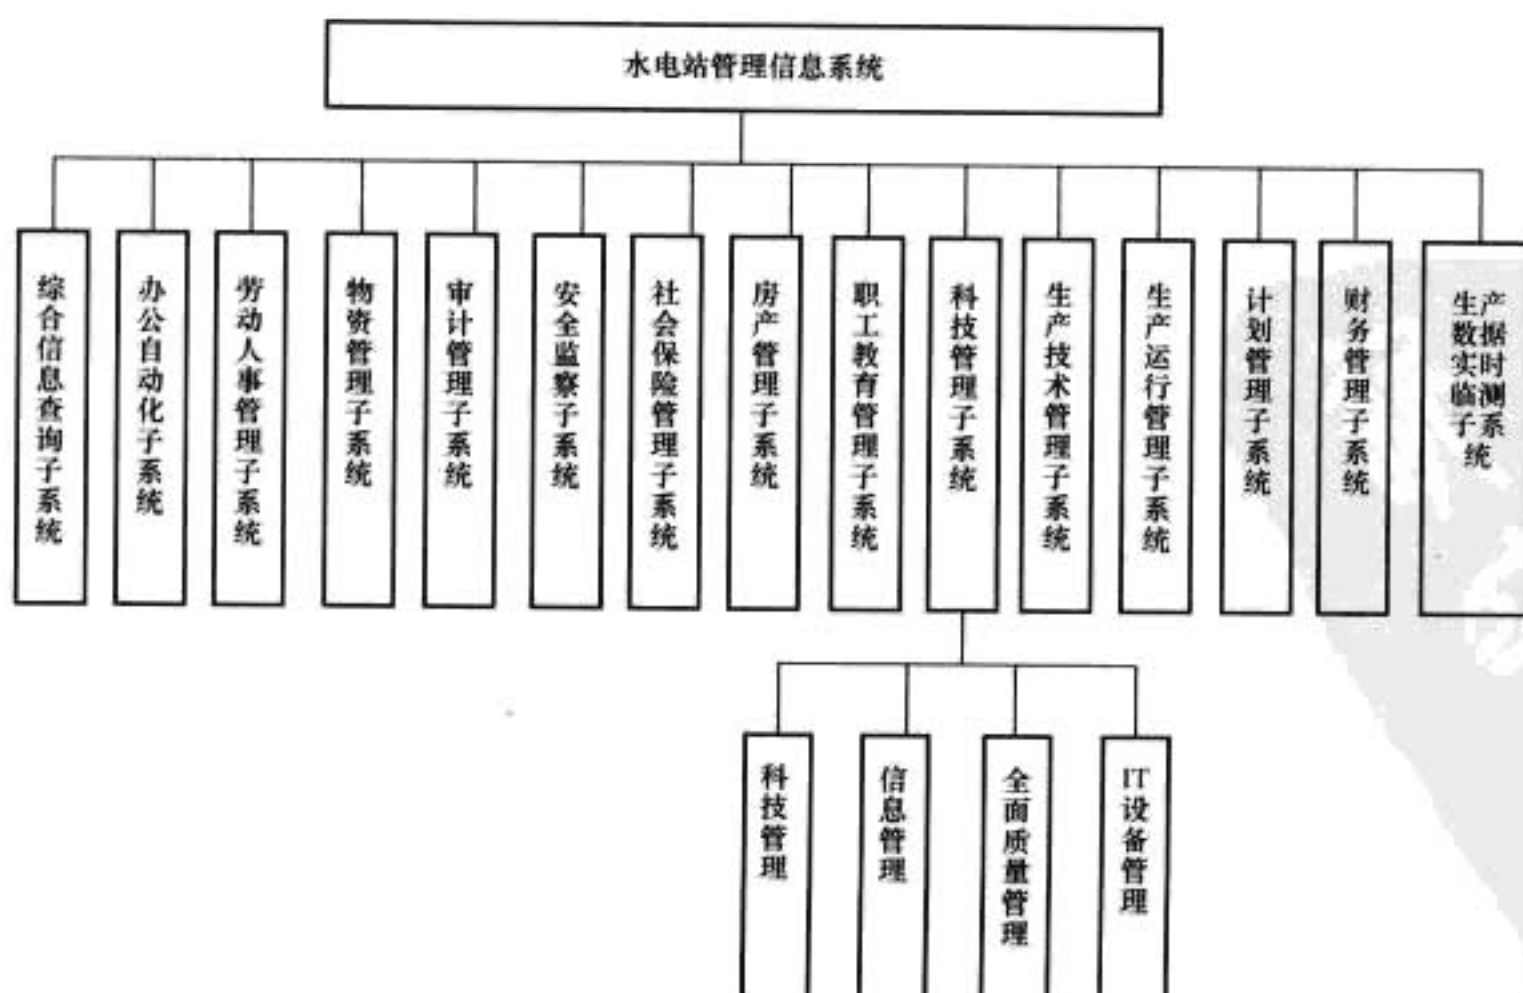 水电站管理信息系统
综合信息查询子系统
办公自动化子系统
劳动人事管理子系统
物资管理子系统
审计管理子系统
安全监察子系统
社会保险管理子系统
房产管理子系统
职工教育管理子系统
科技管理子系统
生产技术管理子系统
生产运行管理子系统
计划管理子系统
财务管理子系统
生产数据实时临测子系统
科技管理
信息管理
全面质量管理
IT设备管理